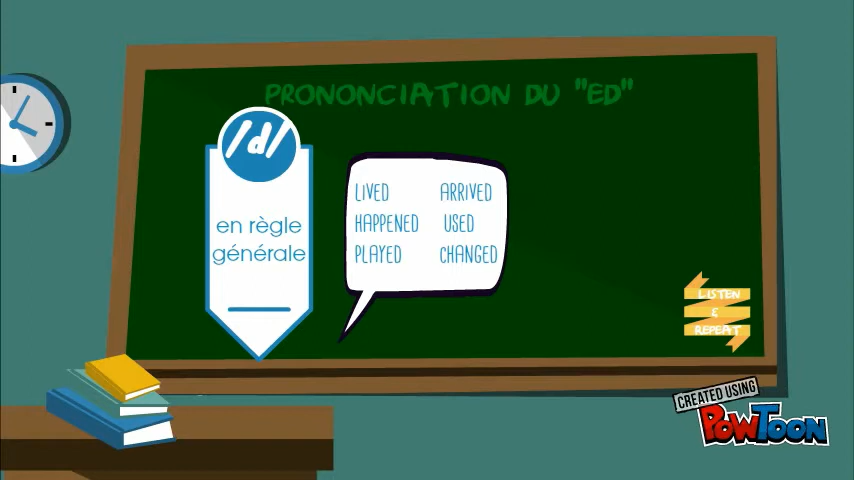 PRONONCIATION DU "ED"
/d/
en règle
générale
LIVED ARRIVED
HAPPENED USED
PLAYED CHANGED
LISTEN
&
REPEAT
CREATED USING
POWTOON